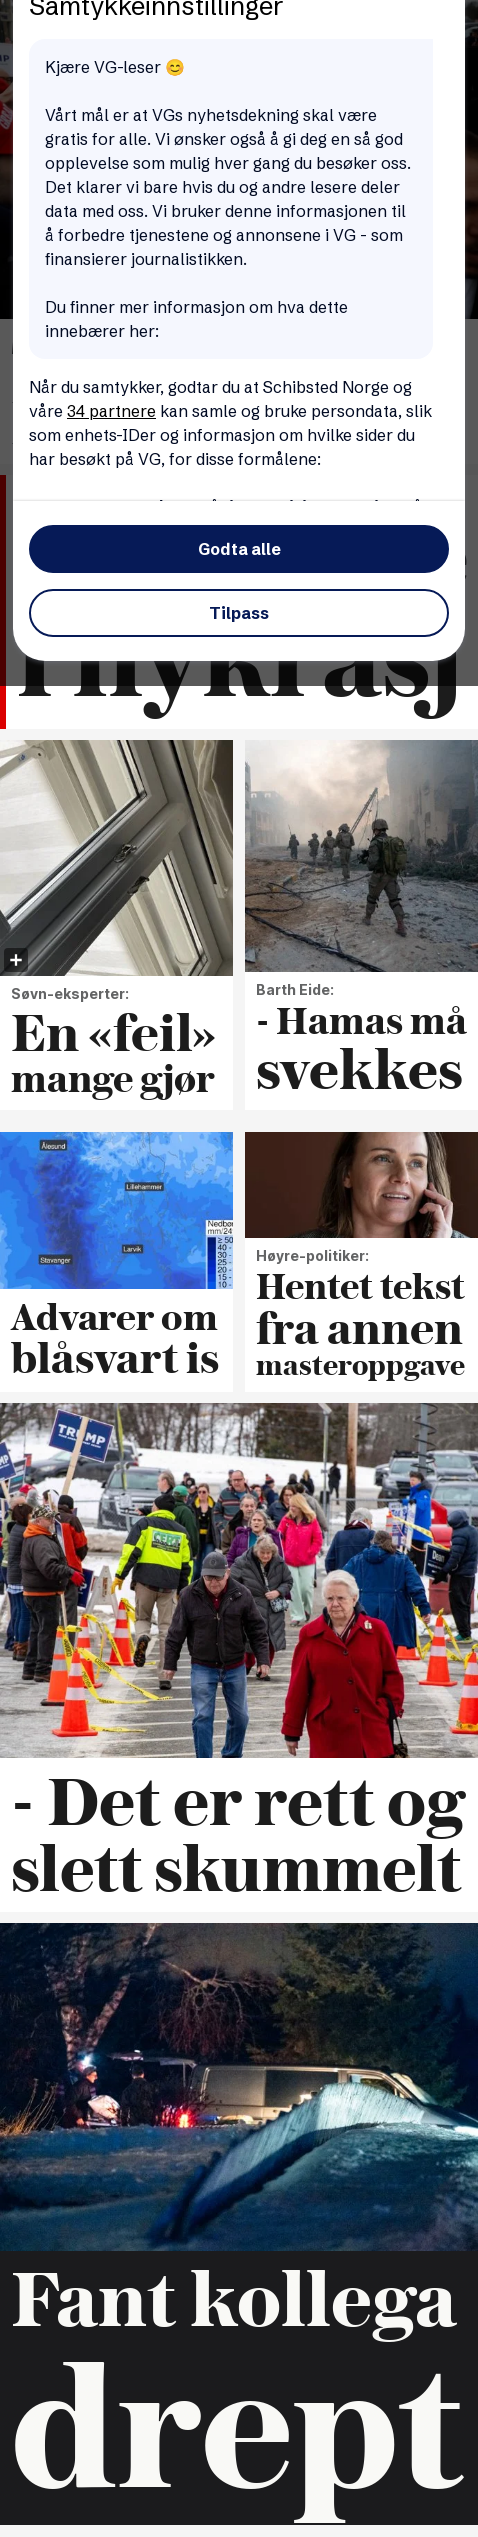 Samtykkeinnstillinger
Kjære VG-leser 😊
Vårt mål er at VGs nyhetsdekning skal være
gratis for alle. Vi ønsker også å gi deg en så god
opplevelse som mulig hver gang du besøker oss.
Det klarer vi bare hvis du og andre lesere deler
data med oss. Vi bruker denne informasjonen til
å forbedre tjenestene og annonsene i VG - som
finansierer journalistikken.
Du finner mer informasjon om hva dette
innebærer her:
Når du samtykker, godtar du at Schibsted Norge og
våre 34 partnere kan samle og bruke persondata, slik
som enhets-IDer og informasjon om hvilke sider du
har besøkt på VG, for disse formålene:
Godta alle
Tilpass
Søvn-eksperter:
En «feil»
mange gjør
Barth Eide:
- Hamas må
svekkes
Ålesund
Lillehammer
Larvik
Stavanger
Nedbør
mm/24
≥ 50
40 -
30 -
25 -
20 -
15 -
10 -
Advarer om
blåsvart is
Høyre-politiker:
Hentet tekst
fra annen
masteroppgave
TRUMP
CERT
- Det er rett og
slett skummelt
Fant kollega
drept